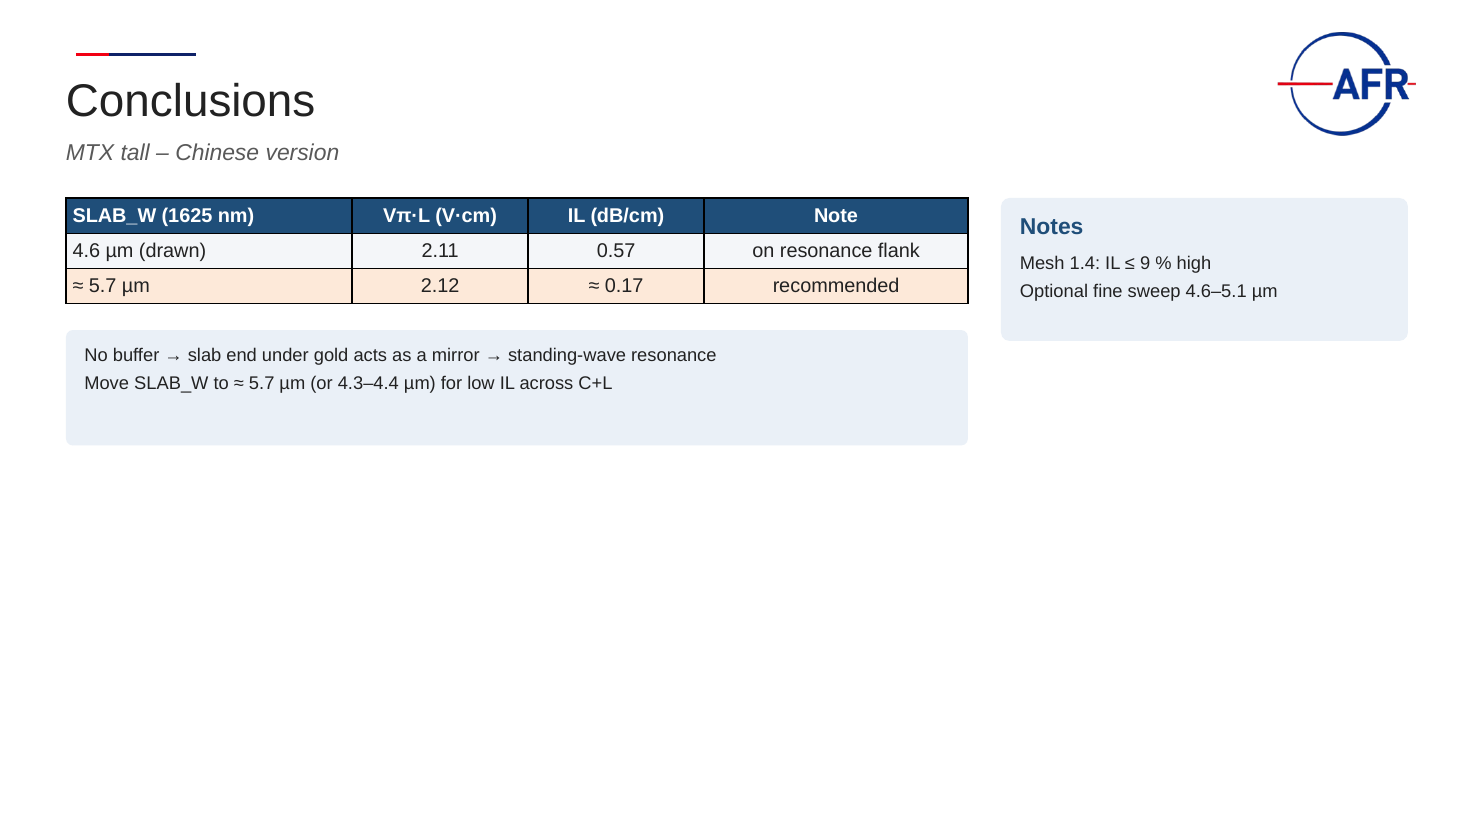 AFR
Conclusions
MTX tall – Chinese version
SLAB_W (1625 nm) Vπ·L (V·cm) IL (dB/cm) Note
4.6 µm (drawn) 2.11 0.57 on resonance flank
≈ 5.7 µm 2.12 ≈ 0.17 recommended
No buffer → slab end under gold acts as a mirror → standing-wave resonance
Move SLAB_W to ≈ 5.7 µm (or 4.3–4.4 µm) for low IL across C+L
Notes
Mesh 1.4: IL ≤ 9 % high
Optional fine sweep 4.6–5.1 µm